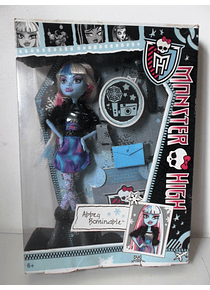 MONSTER HIGH
Abbey
Bominable
6+